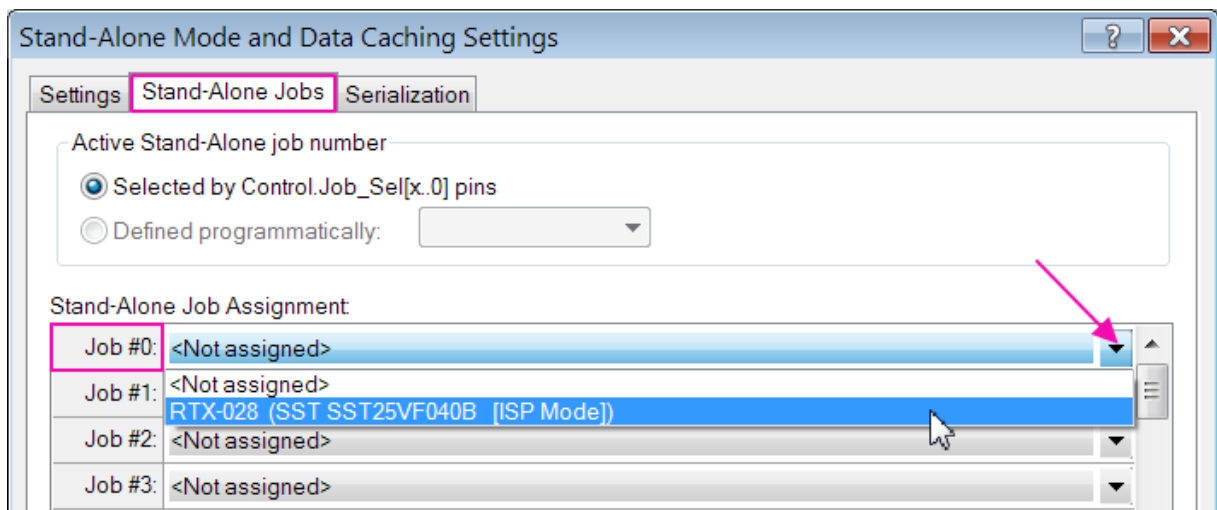 Stand-Alone Mode and Data Caching Settings
?
Settings Stand-Alone Jobs Serialization
Active Stand-Alone job number
Selected by Control.Job_Sel[x..0] pins
Defined programmatically:
Stand-Alone Job Assignment:
Job #0: <Not assigned>
<Not assigned>
Job #1:
RTX-028 (SST SST25VF040B [ISP Mode])
Job #2: <Not assigned>
Job #3: <Not assigned>